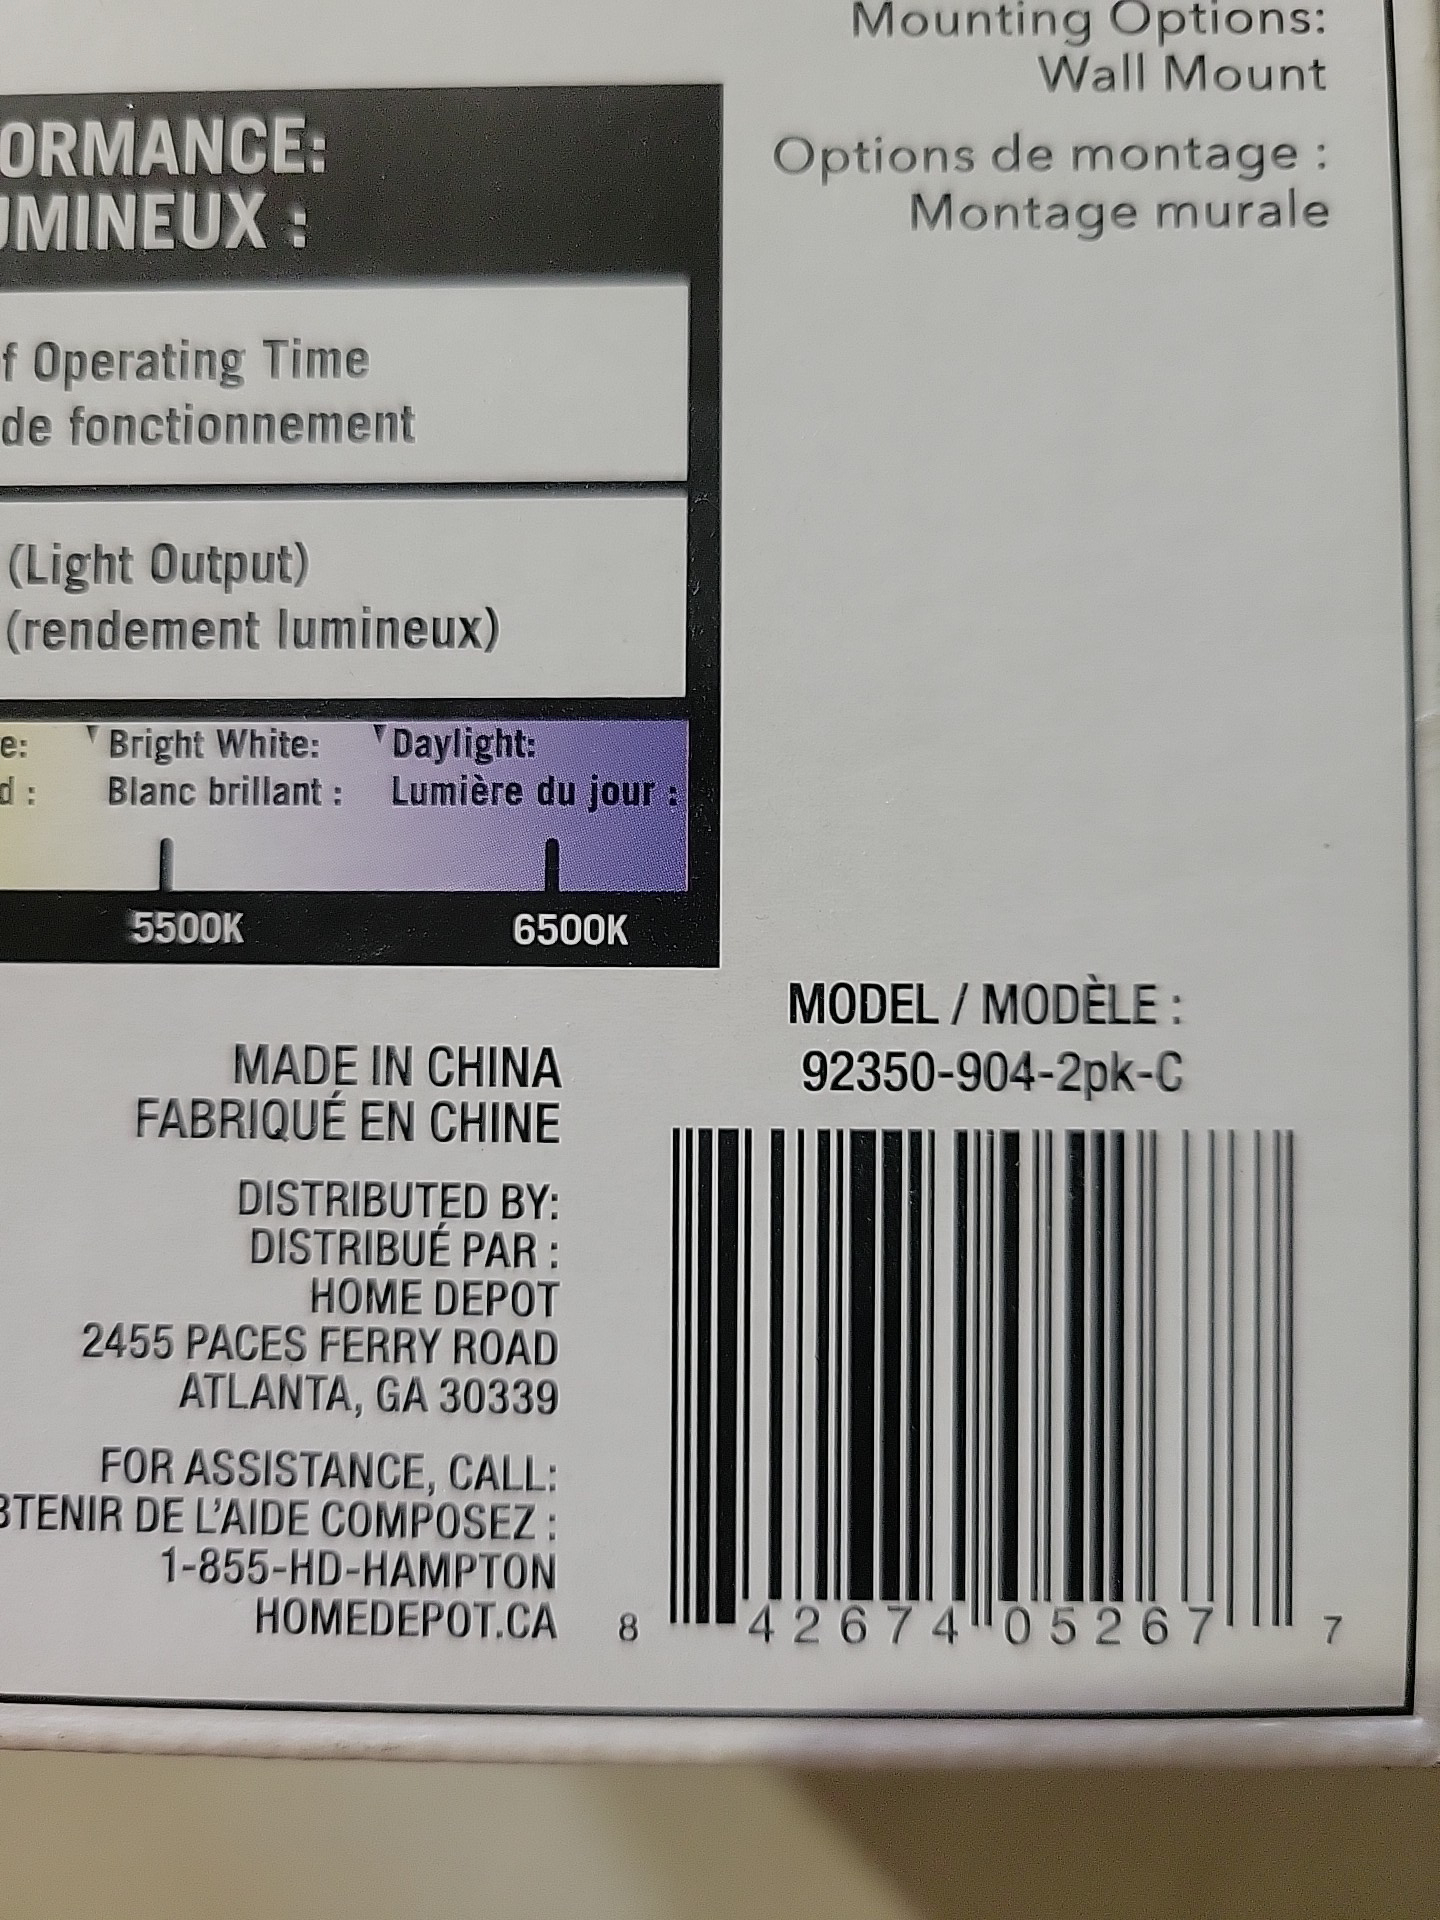 Mounting Options:
Wall Mount
Options de montage :
Montage murale
ORMANCE:
UMINEUX :
f Operating Time
de fonctionnement
(Light Output)
(rendement lumineux)
e: Bright White: Daylight:
d : Blanc brillant : Lumière du jour :
5500K 6500K
MODEL / MODÈLE :
92350-904-2pk-C
MADE IN CHINA
FABRIQUÉ EN CHINE
DISTRIBUTED BY:
DISTRIBUÉ PAR :
HOME DEPOT
2455 PACES FERRY ROAD
ATLANTA, GA 30339
FOR ASSISTANCE, CALL:
BTENIR DE L'AIDE COMPOSEZ :
1-855-HD-HAMPTON
HOMEDEPOT.CA
8 42674 05267 7